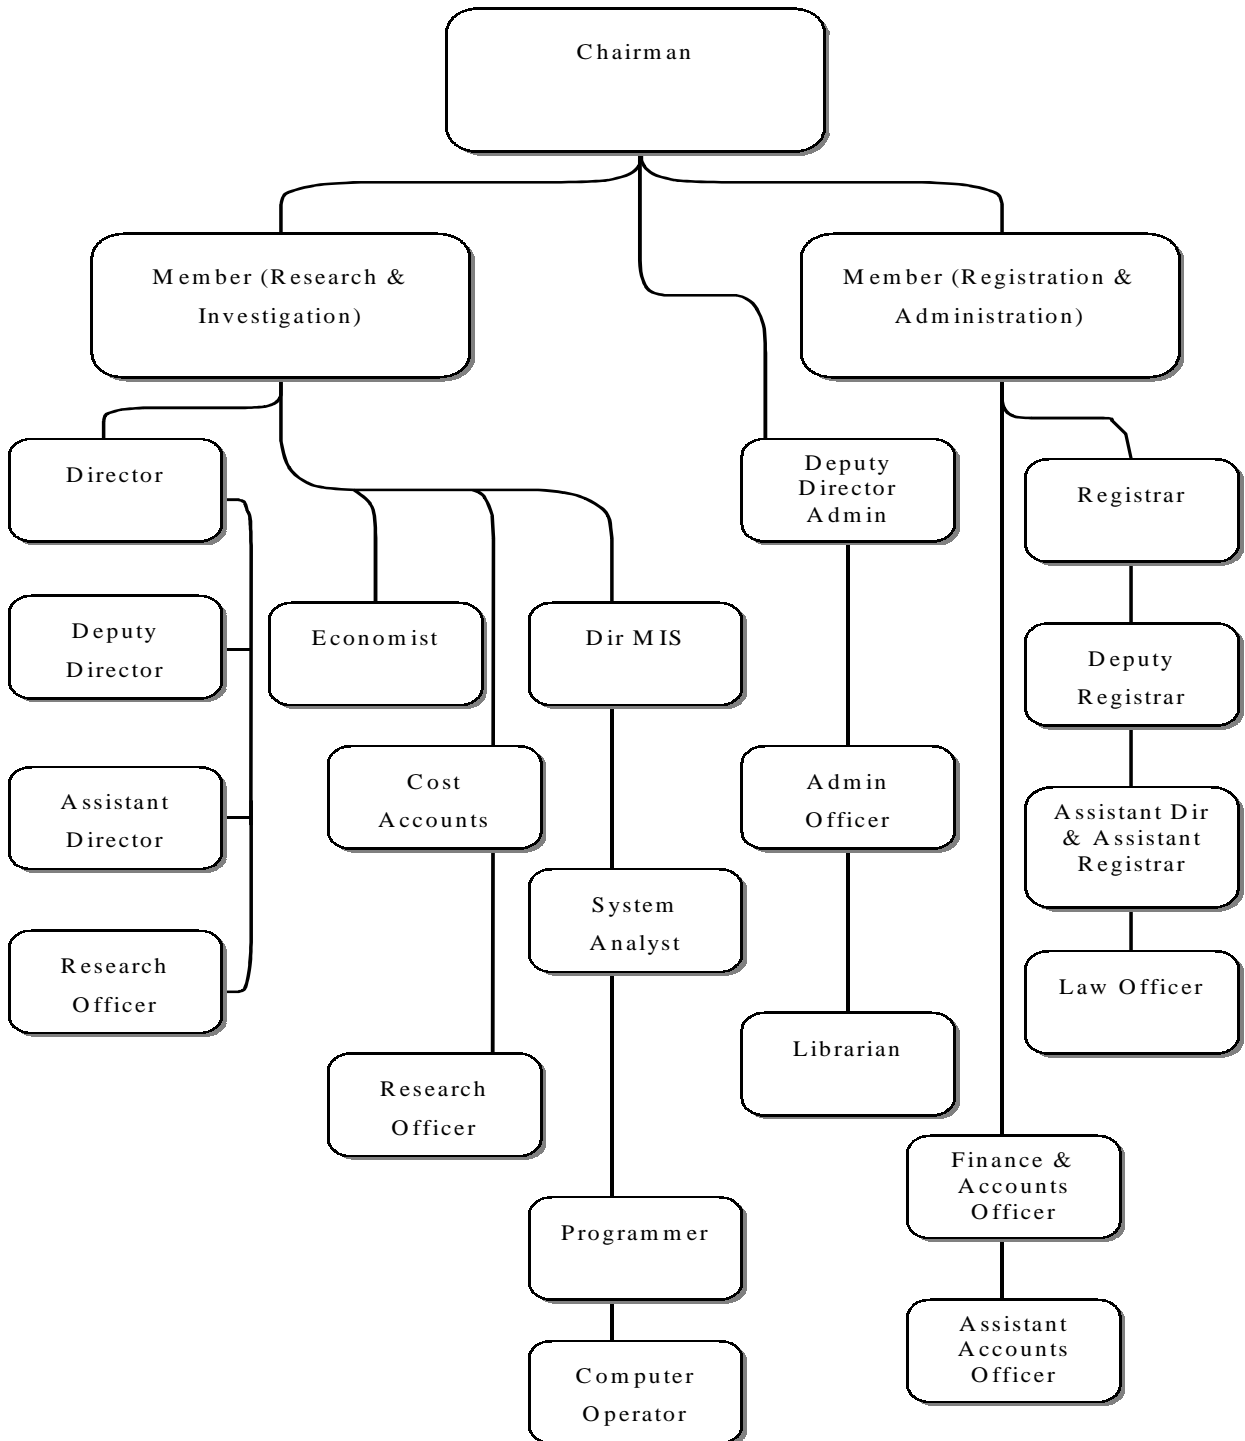 Chairman
Member (Research &
Investigation)
Member (Registration &
Administration)
Director
Deputy
Director
Admin
Registrar
Deputy
Director
Economist
Dir MIS
Deputy
Registrar
Assistant
Director
Cost
Accounts
Admin
Officer
Assistant Dir
& Assistant
Registrar
System
Analyst
Research
Officer
Law Officer
Librarian
Research
Officer
Finance &
Accounts
Officer
Programmer
Assistant
Accounts
Officer
Computer
Operator